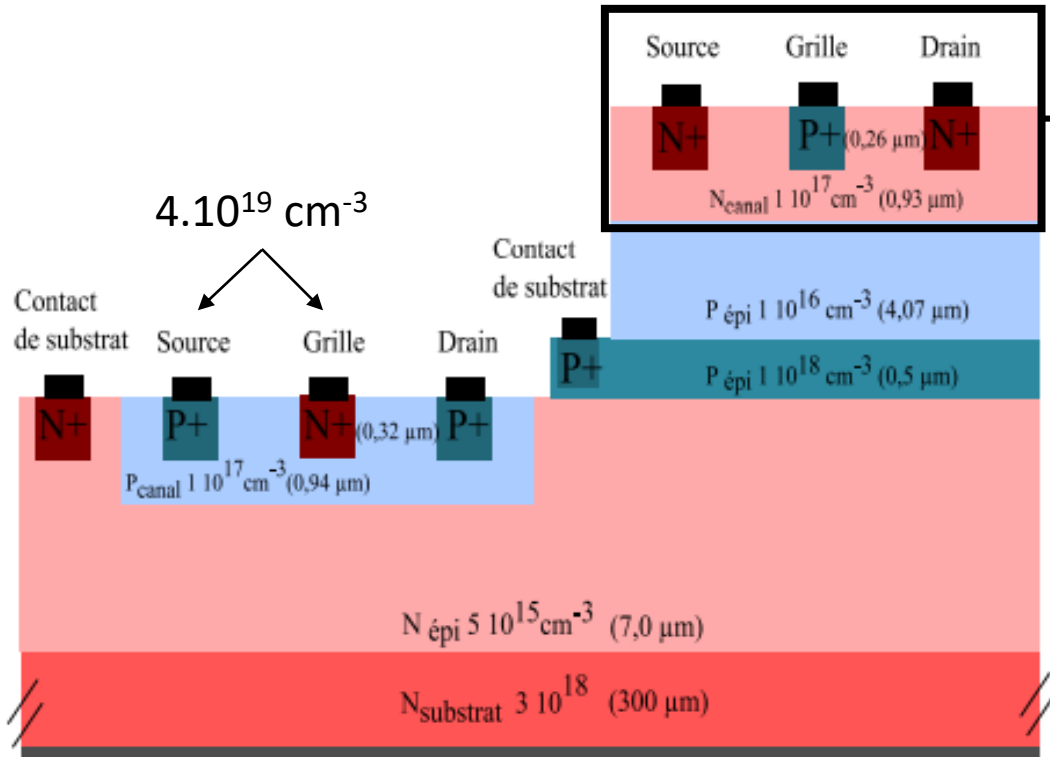 Source Grille Drain
N+ P+ (0,26 µm) N+
N_canal 1 10^17 cm^-3 (0,93 µm)
4.10^19 cm^-3
Contact
de substrat
P épi 1 10^16 cm^-3 (4,07 µm)
P+ P épi 1 10^18 cm^-3 (0,5 µm)
Contact
de substrat Source Grille Drain
N+ P+ N+ (0,32 µm) P+
P_canal 1 10^17 cm^-3 (0,94 µm)
N épi 5 10^15 cm^-3 (7,0 µm)
N_substrat 3 10^18 (300 µm)